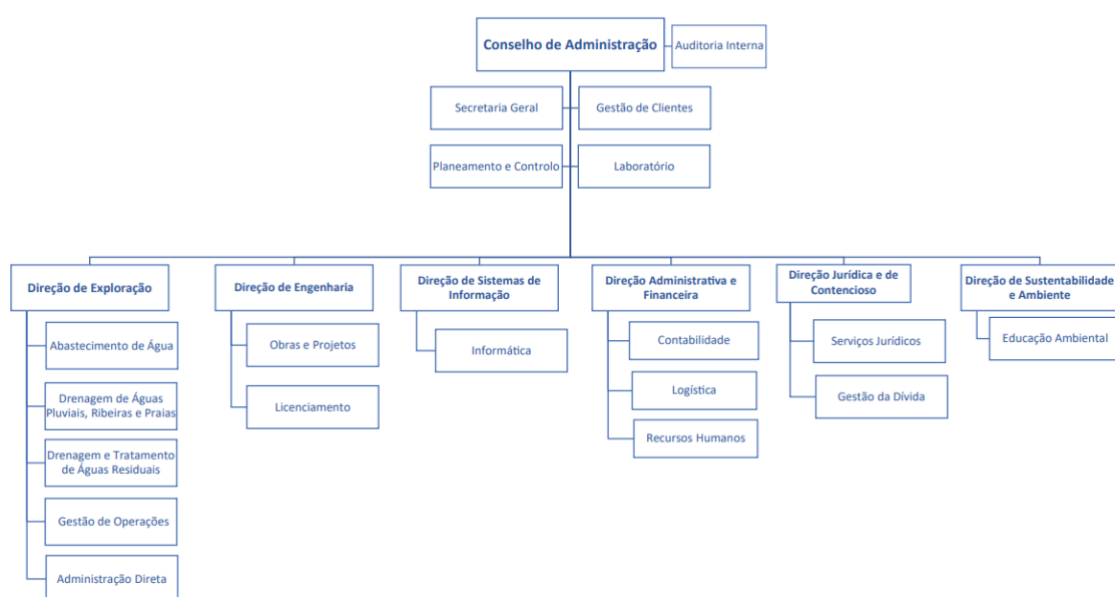 Conselho de Administração
Auditoria Interna
Secretaria Geral
Gestão de Clientes
Planeamento e Controlo
Laboratório
Direção de Exploração
Direção de Engenharia
Direção de Sistemas de
Informação
Direção Administrativa e
Financeira
Direção Jurídica e de
Contencioso
Direção de Sustentabilidade
e Ambiente
Abastecimento de Água
Drenagem de Águas
Pluviais, Ribeiras e Praias
Drenagem e Tratamento
de Águas Residuais
Gestão de Operações
Administração Direta
Obras e Projetos
Licenciamento
Informática
Contabilidade
Logística
Recursos Humanos
Serviços Jurídicos
Gestão da Dívida
Educação Ambiental